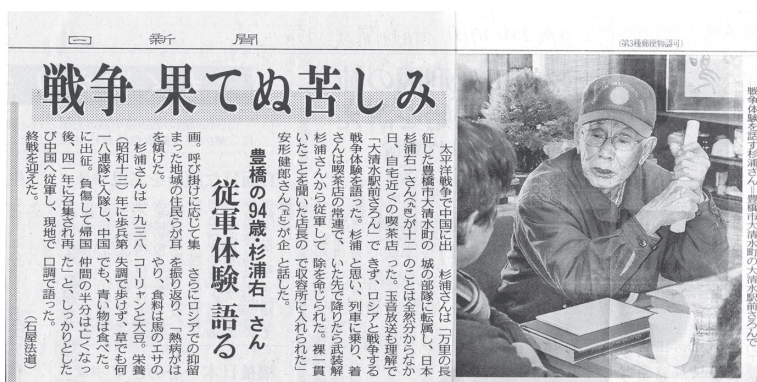 日新聞
(第3種郵便物認可)
戦争 果てぬ苦しみ
豊橋の94歳・杉浦右一さん
従軍体験 語る
太平洋戦争で中国に出
征した豊橋市大清水町の
杉浦右一さん(九四)が十二
日、自宅近くの喫茶店
「大清水駅前さろん」で
戦争体験を語った。杉浦
さんは喫茶店の常連で、
杉浦さんから従軍して
いたことを聞いた店長の
安形健郎さん(七五)が企
画。呼び掛けに応じて集
まった地域の住民らが耳
を傾けた。
杉浦さんは一九三八
(昭和十三)年に歩兵第
一八連隊に入隊し、中国
に出征。負傷して帰国
後、四一年に召集され再
び中国へ従軍し、現地で
終戦を迎えた。
杉浦さんは「万里の長
城の部隊に転属し、日本
のことは全然分からなか
った。玉音放送も理解で
きず、ロシアと戦争する
と思い、列車に乗り、着
いた先で降りたら武装解
除を命じられた。裸一貫
で収容所に入れられた」
と話した。
さらにロシアでの抑留
を振り返り、「熱病がは
やり、食料は馬のエサの
コーリャンと大豆。栄養
失調で歩けず、草でも何
でも、青い物は食べた。
仲間の半分は亡くなっ
た」と、しっかりとした
口調で語った。
(石屋法道)
戦争体験を話す杉浦さん＝豊橋市大清水町の大清水駅前さろんで